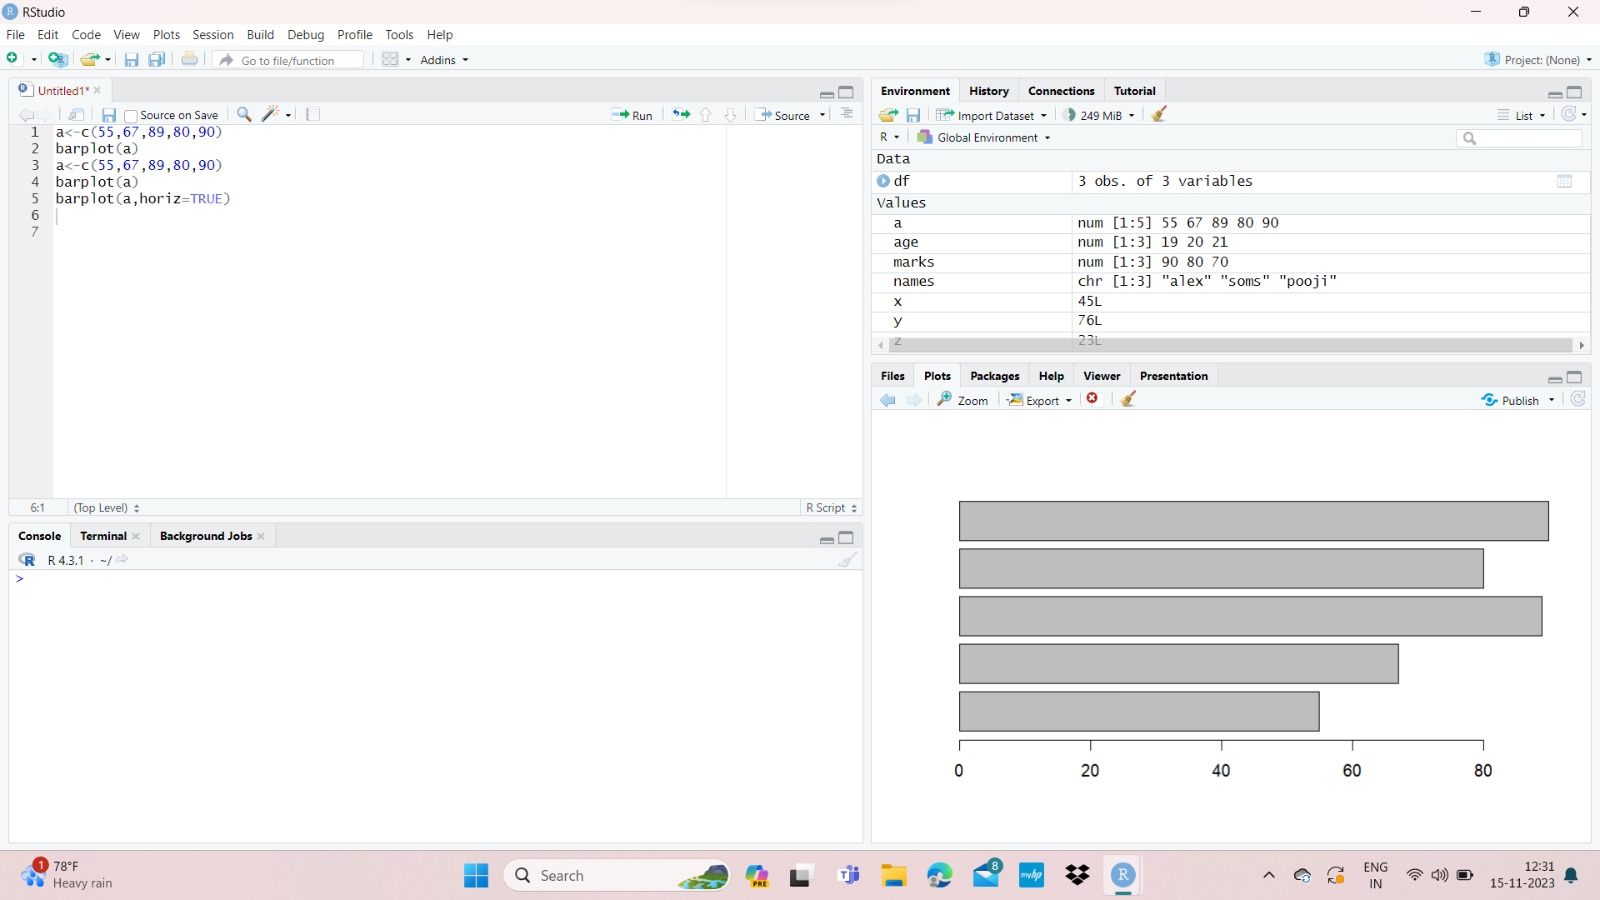 RStudio
File Edit Code View Plots Session Build Debug Profile Tools Help
Go to file/function Addins Project: (None)
Untitled1*
Source on Save Run Source
1 a<-c(55,67,89,80,90)
2 barplot(a)
3 a<-c(55,67,89,80,90)
4 barplot(a)
5 barplot(a,horiz=TRUE)
6
7
6:1 (Top Level) R Script
Console Terminal Background Jobs
R 4.3.1 · ~/
>
Environment History Connections Tutorial
Import Dataset 249 MiB List
R Global Environment
Data
df 3 obs. of 3 variables
Values
a num [1:5] 55 67 89 80 90
age num [1:3] 19 20 21
marks num [1:3] 90 80 70
names chr [1:3] "alex" "soms" "pooji"
x 45L
y 76L
z 23L
Files Plots Packages Help Viewer Presentation
Zoom Export Publish
0 20 40 60 80
1 78°F
Heavy rain
Search
PRE
8
myhp
R
ENG
IN
12:31
15-11-2023